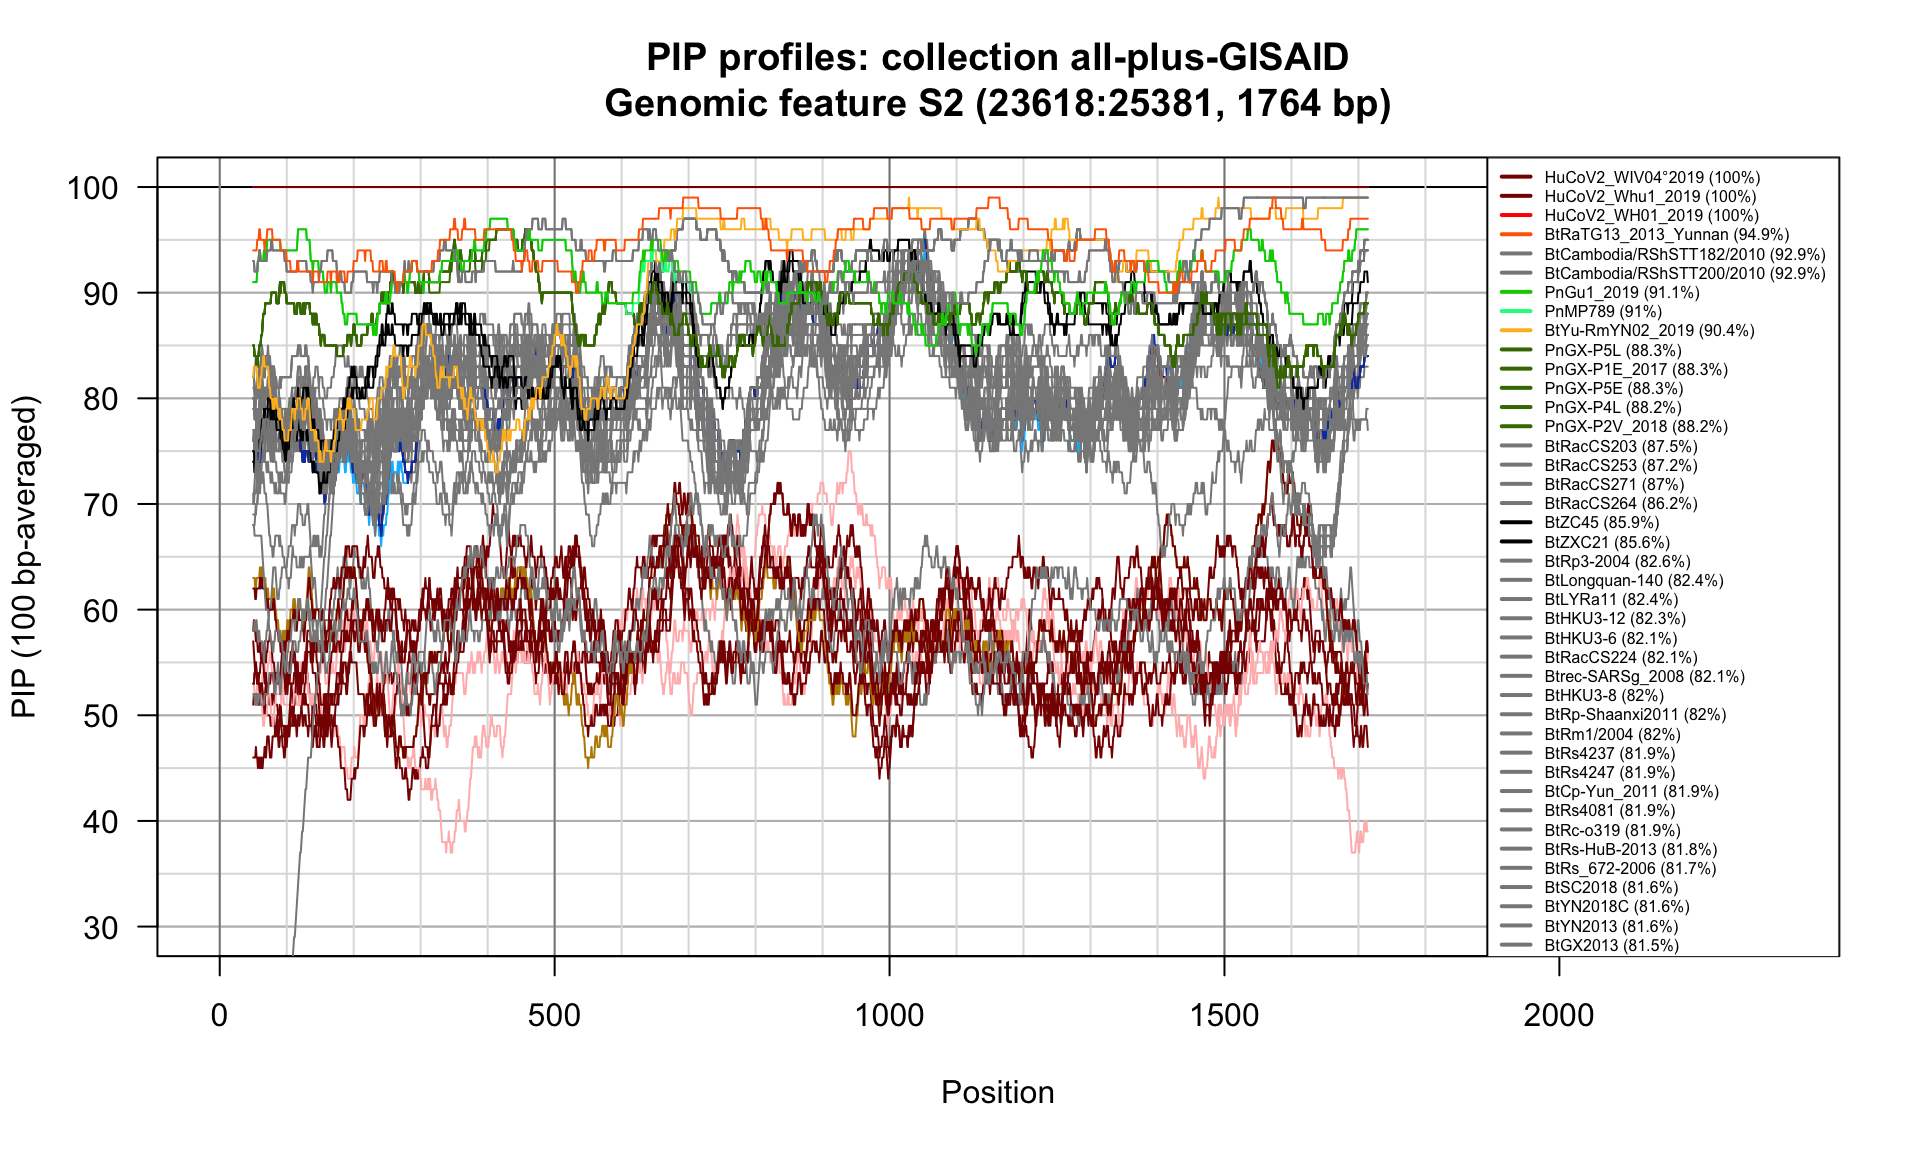 PIP profiles: collection all-plus-GISAID
Genomic feature S2 (23618:25381, 1764 bp)
PIP (100 bp-averaged)
100
90
80
70
60
50
40
30
0
500
1000
1500
2000
Position
HuCoV2_WIV04°2019 (100%)
HuCoV2_Whu1_2019 (100%)
HuCoV2_WH01_2019 (100%)
BtRaTG13_2013_Yunnan (94.9%)
BtCambodia/RShSTT182/2010 (92.9%)
BtCambodia/RShSTT200/2010 (92.9%)
PnGu1_2019 (91.1%)
PnMP789 (91%)
BtYu-RmYN02_2019 (90.4%)
PnGX-P5L (88.3%)
PnGX-P1E_2017 (88.3%)
PnGX-P5E (88.3%)
PnGX-P4L (88.2%)
PnGX-P2V_2018 (88.2%)
BtRacCS203 (87.5%)
BtRacCS253 (87.2%)
BtRacCS271 (87%)
BtRacCS264 (86.2%)
BtZC45 (85.9%)
BtZXC21 (85.6%)
BtRp3-2004 (82.6%)
BtLongquan-140 (82.4%)
BtLYRa11 (82.4%)
BtHKU3-12 (82.3%)
BtHKU3-6 (82.1%)
BtRacCS224 (82.1%)
Btrec-SARSg_2008 (82.1%)
BtHKU3-8 (82%)
BtRp-Shaanxi2011 (82%)
BtRm1/2004 (82%)
BtRs4237 (81.9%)
BtRs4247 (81.9%)
BtCp-Yun_2011 (81.9%)
BtRs4081 (81.9%)
BtRc-o319 (81.9%)
BtRs-HuB-2013 (81.8%)
BtRs_672-2006 (81.7%)
BtSC2018 (81.6%)
BtYN2018C (81.6%)
BtYN2013 (81.6%)
BtGX2013 (81.5%)